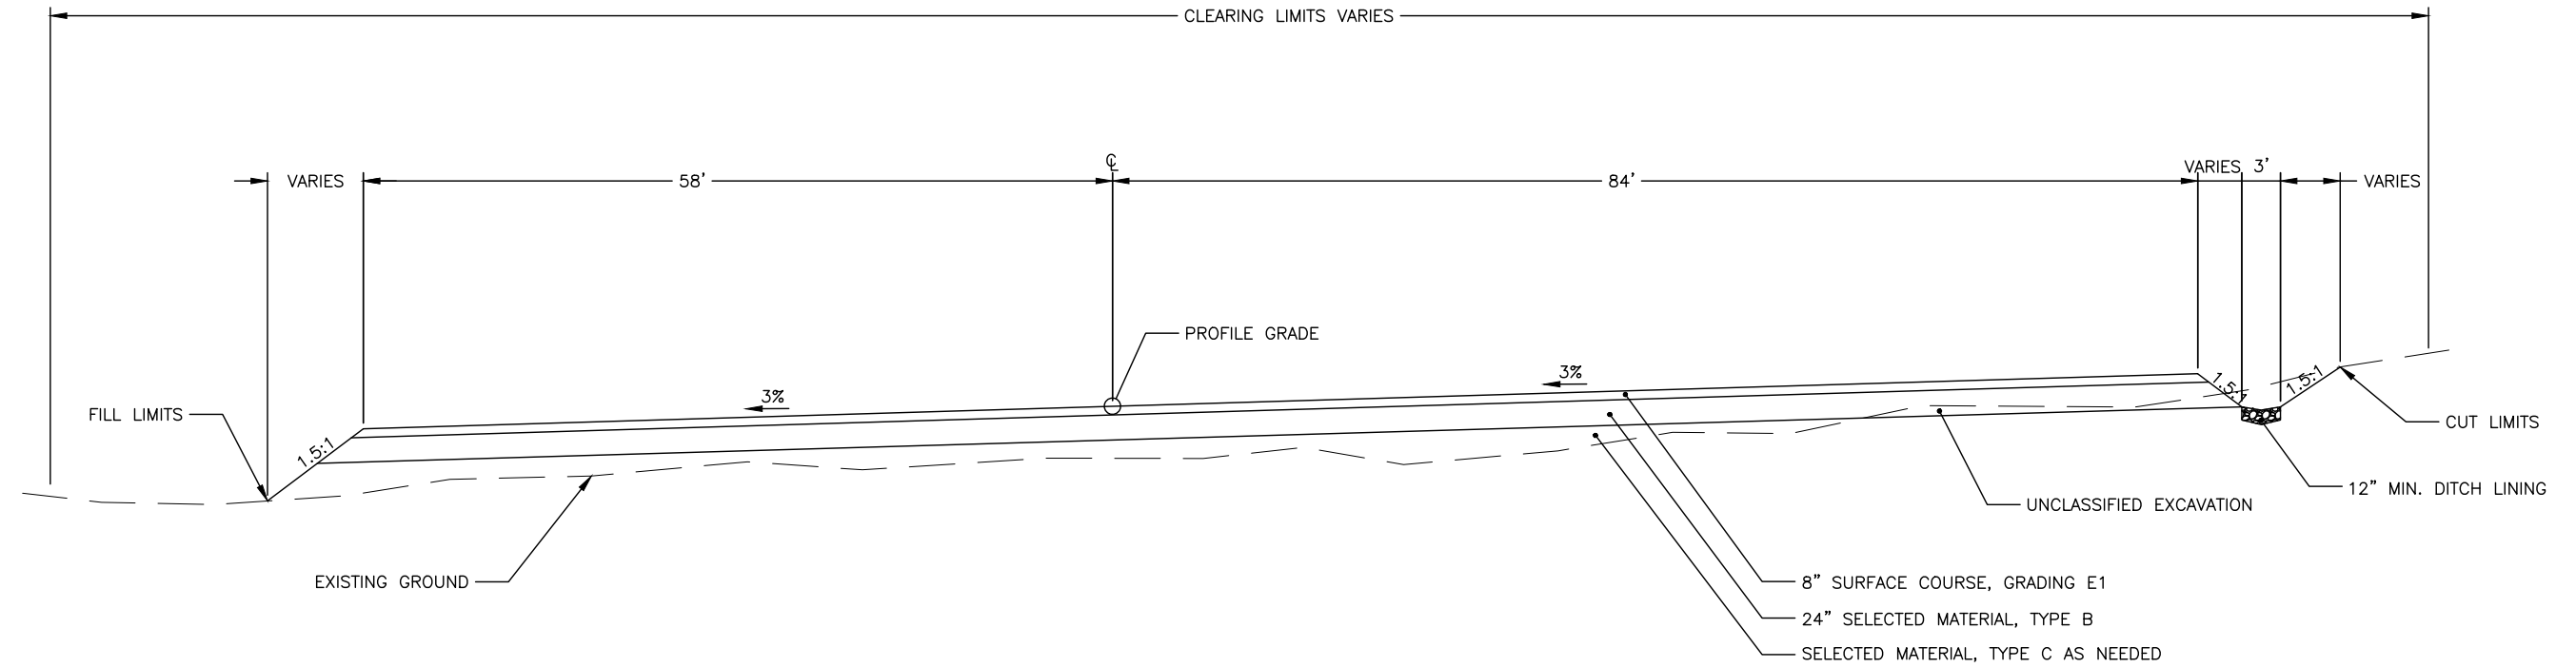 CLEARING LIMITS VARIES
℄
VARIES 3'
VARIES
58'
84'
VARIES
PROFILE GRADE
3%
3%
1.5:1
1.5:1
FILL LIMITS
1.5:1
CUT LIMITS
12" MIN. DITCH LINING
UNCLASSIFIED EXCAVATION
EXISTING GROUND
8" SURFACE COURSE, GRADING E1
24" SELECTED MATERIAL, TYPE B
SELECTED MATERIAL, TYPE C AS NEEDED